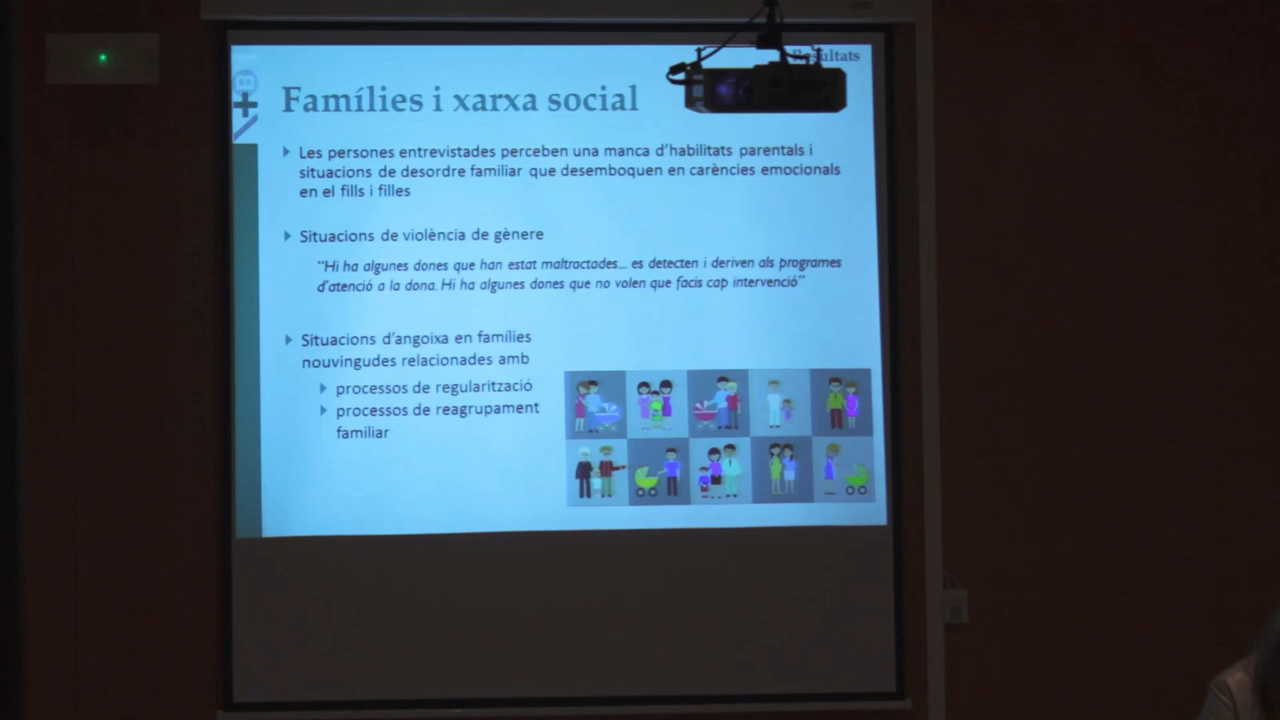 Resultats
Famílies i xarxa social
Les persones entrevistades perceben una manca d'habilitats parentals i
situacions de desordre familiar que desemboquen en carències emocionals
en el fills i filles
Situacions de violència de gènere
"Hi ha algunes dones que han estat maltractades... es detecten i deriven als programes
d'atenció a la dona. Hi ha algunes dones que no volen que facis cap intervenció"
Situacions d'angoixa en famílies
nouvingudes relacionades amb
processos de regularització
processos de reagrupament
familiar